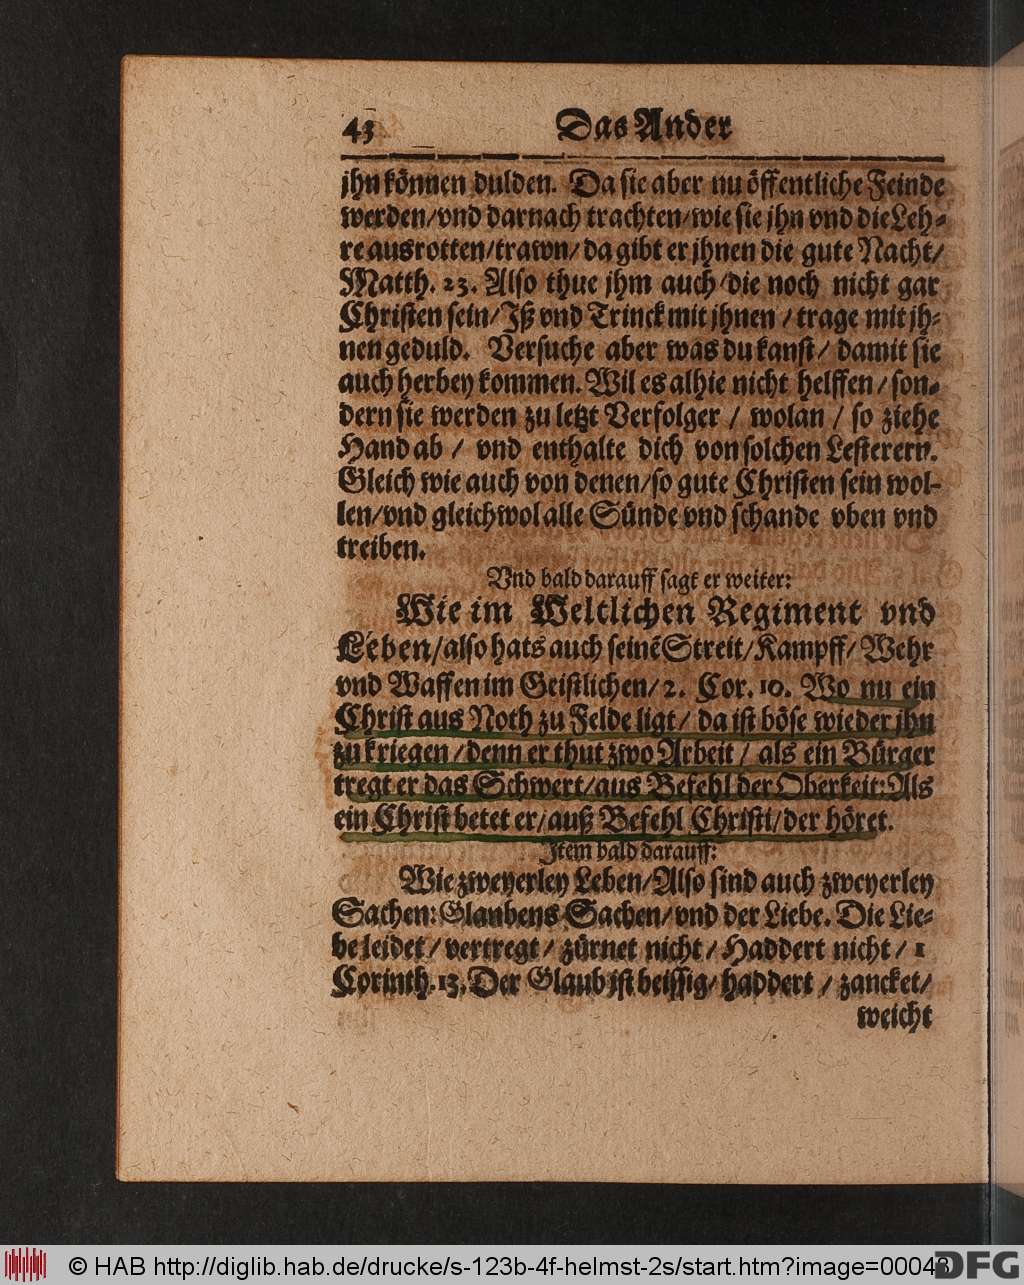 43 Das Ander
jhn können dulden. Da sie aber nu öffentliche Feinde
werden/vnd darnach trachten/wie sie jhn vnd die Leh-
re ausrotten/trawn/da gibt er jhnen die gute Nacht/
Matth. 23. Also thue jhm auch/die noch nicht gar
Christen sein/Jß vnd Trinck mit jhnen/trage mit jh-
nen geduld. Versuche aber was du kanst/damit sie
auch herbey kommen. Wil es alhie nicht helffen/son-
dern sie werden zu letzt Verfolger/wolan/so ziehe
Hand ab/vnd enthalte dich von solchen Lesterern.
Gleich wie auch von denen/so gute Christen sein wol-
len/vnd gleichwol alle Sünde vnd schande vben vnd
treiben.
Vnd bald darauff sagt er weiter:
Wie im Weltlichen Regiment vnd
Leben/also hats auch seinē Streit/Kampff/Wehr
vnd Waffen im Geistlichen/2. Cor. 10. Wo nu ein
Christ aus Noth zu Felde ligt/da ist böse wieder jhn
zu kriegen/denn er thut zwo Arbeit/als ein Bürger
tregt er das Schwert/aus Befehl der Oberkeit: Als
ein Christ betet er/auß Befehl Christi/der höret.
Jtem bald darauff:
Wie zweyerley Leben/Also sind auch zweyerley
Sachen: Glaubens Sachen/vnd der Liebe. Die Lie-
be leidet/vertregt/zürnet nicht/Haddert nicht/1
Corinth. 13. Der Glaub ist beissig/haddert/zancket/
weicht
© HAB http://diglib.hab.de/drucke/s-123b-4f-helmst-2s/start.htm?image=00043
DFG